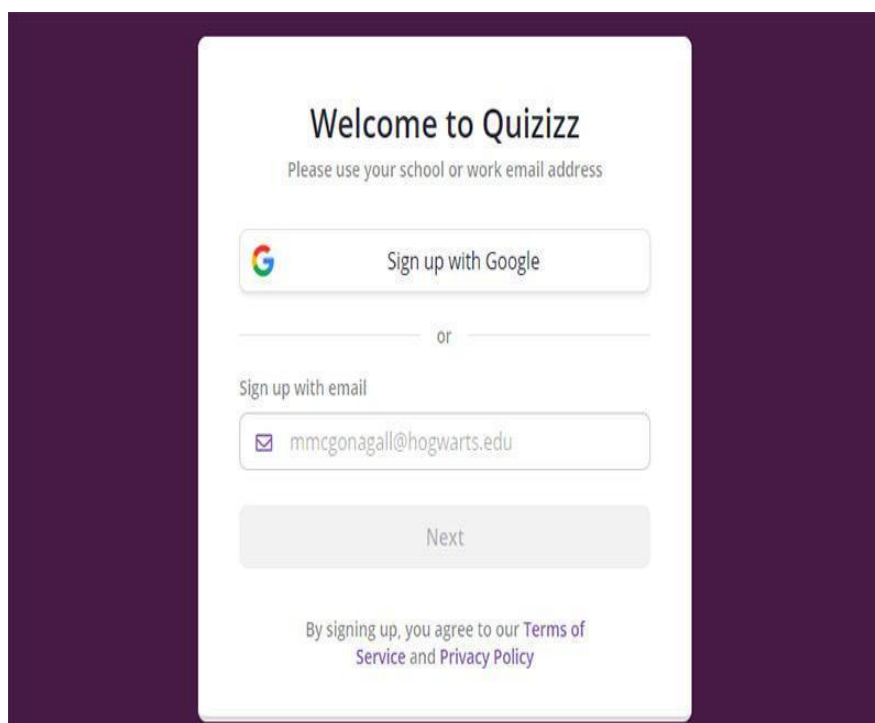 Welcome to Quizizz
Please use your school or work email address
Sign up with Google
or
Sign up with email
mmcgonagall@hogwarts.edu
Next
By signing up, you agree to our Terms of
Service and Privacy Policy